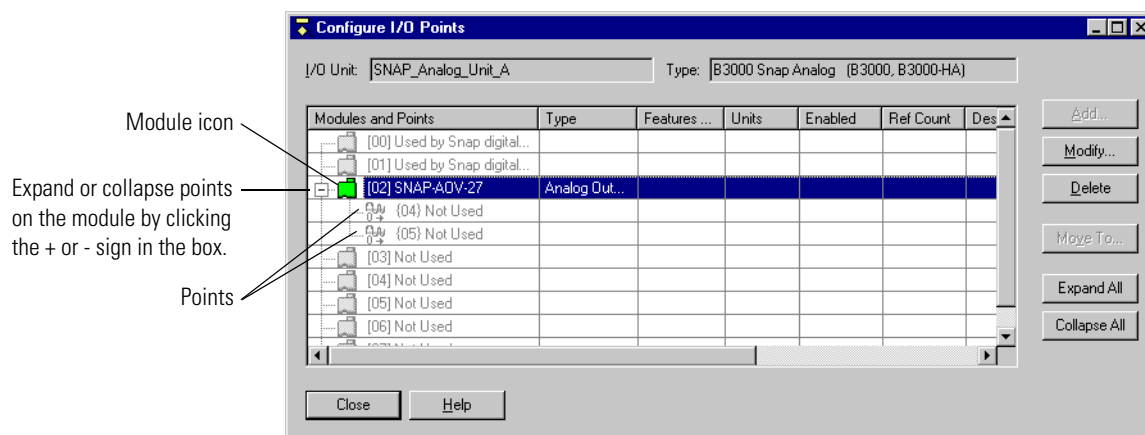 Configure I/O Points
I/O Unit: SNAP_Analog_Unit_A Type: B3000 Snap Analog (B3000, B3000-HA)
Modules and Points Type Features ... Units Enabled Ref Count Des
[00] Used by Snap digital...
[01] Used by Snap digital...
[02] SNAP-AOV-27 Analog Out...
{04} Not Used
{05} Not Used
[03] Not Used
[04] Not Used
[05] Not Used
[06] Not Used
Add...
Modify...
Delete
Move To...
Expand All
Collapse All
Close Help
Module icon
Expand or collapse points
on the module by clicking
the + or - sign in the box.
Points